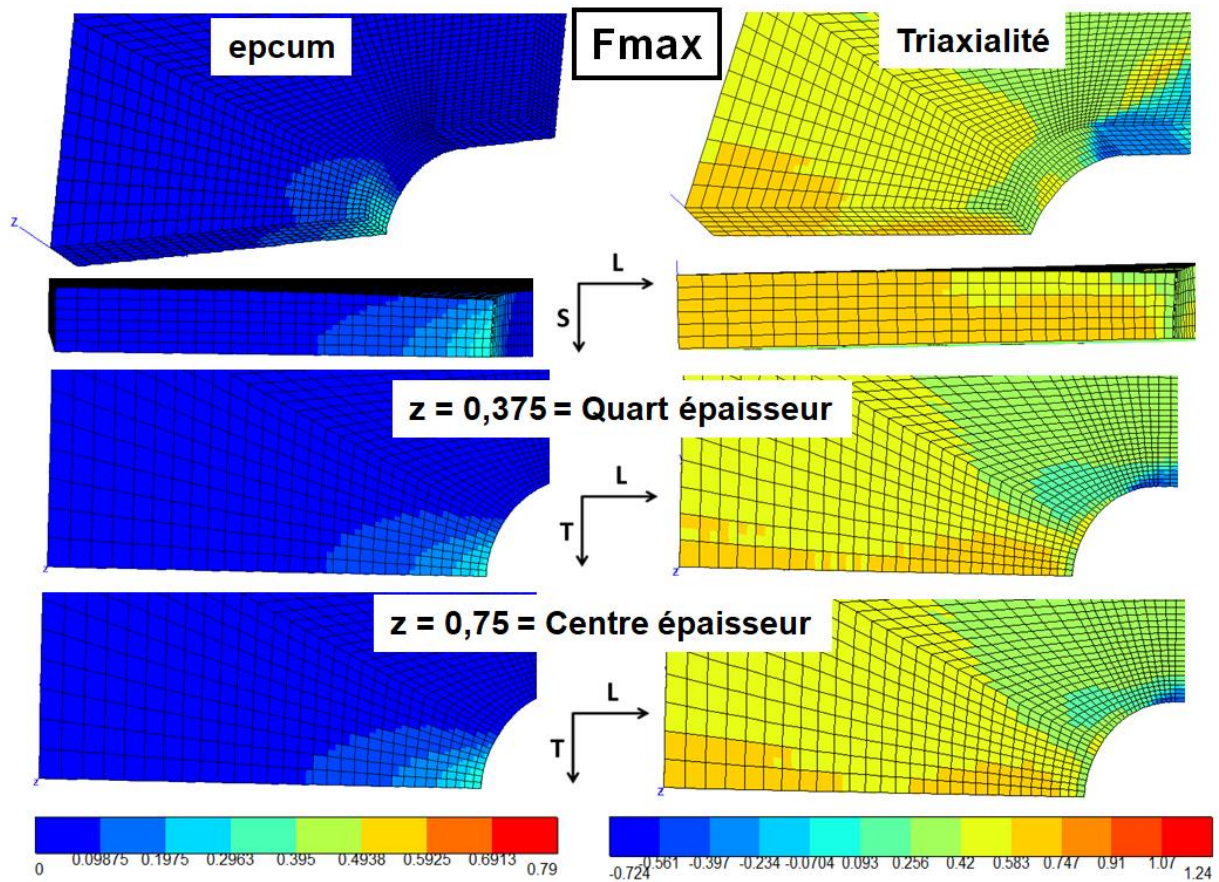 epcum
Fmax
Triaxialité
z
L
S
z = 0,375 = Quart épaisseur
L
T
z
z
z = 0,75 = Centre épaisseur
L
T
z
z
0 0.09875 0.1975 0.2963 0.395 0.4938 0.5925 0.6913 0.79
-0.724 -0.561 -0.397 -0.234 -0.0704 0.093 0.256 0.42 0.583 0.747 0.91 1.07 1.24